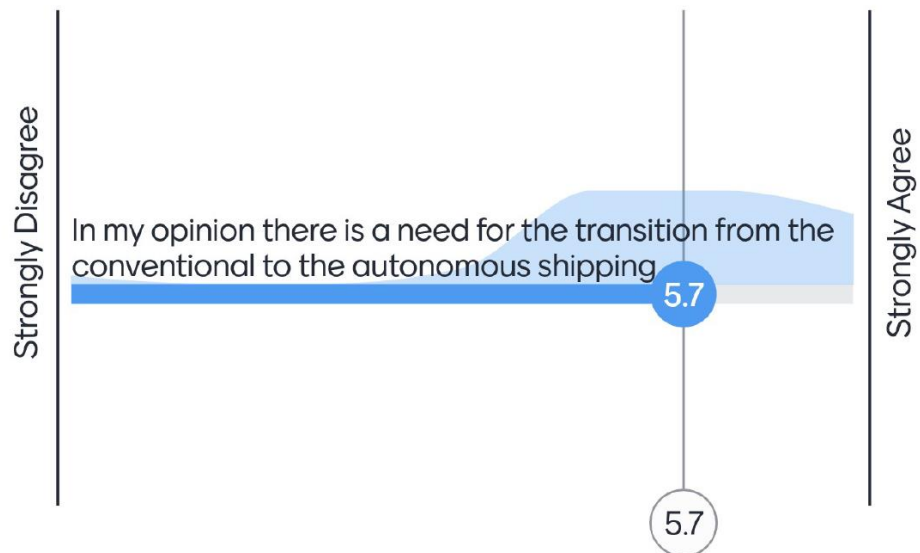 Strongly Disagree
In my opinion there is a need for the transition from the
conventional to the autonomous shipping
5.7
Strongly Agree
5.7